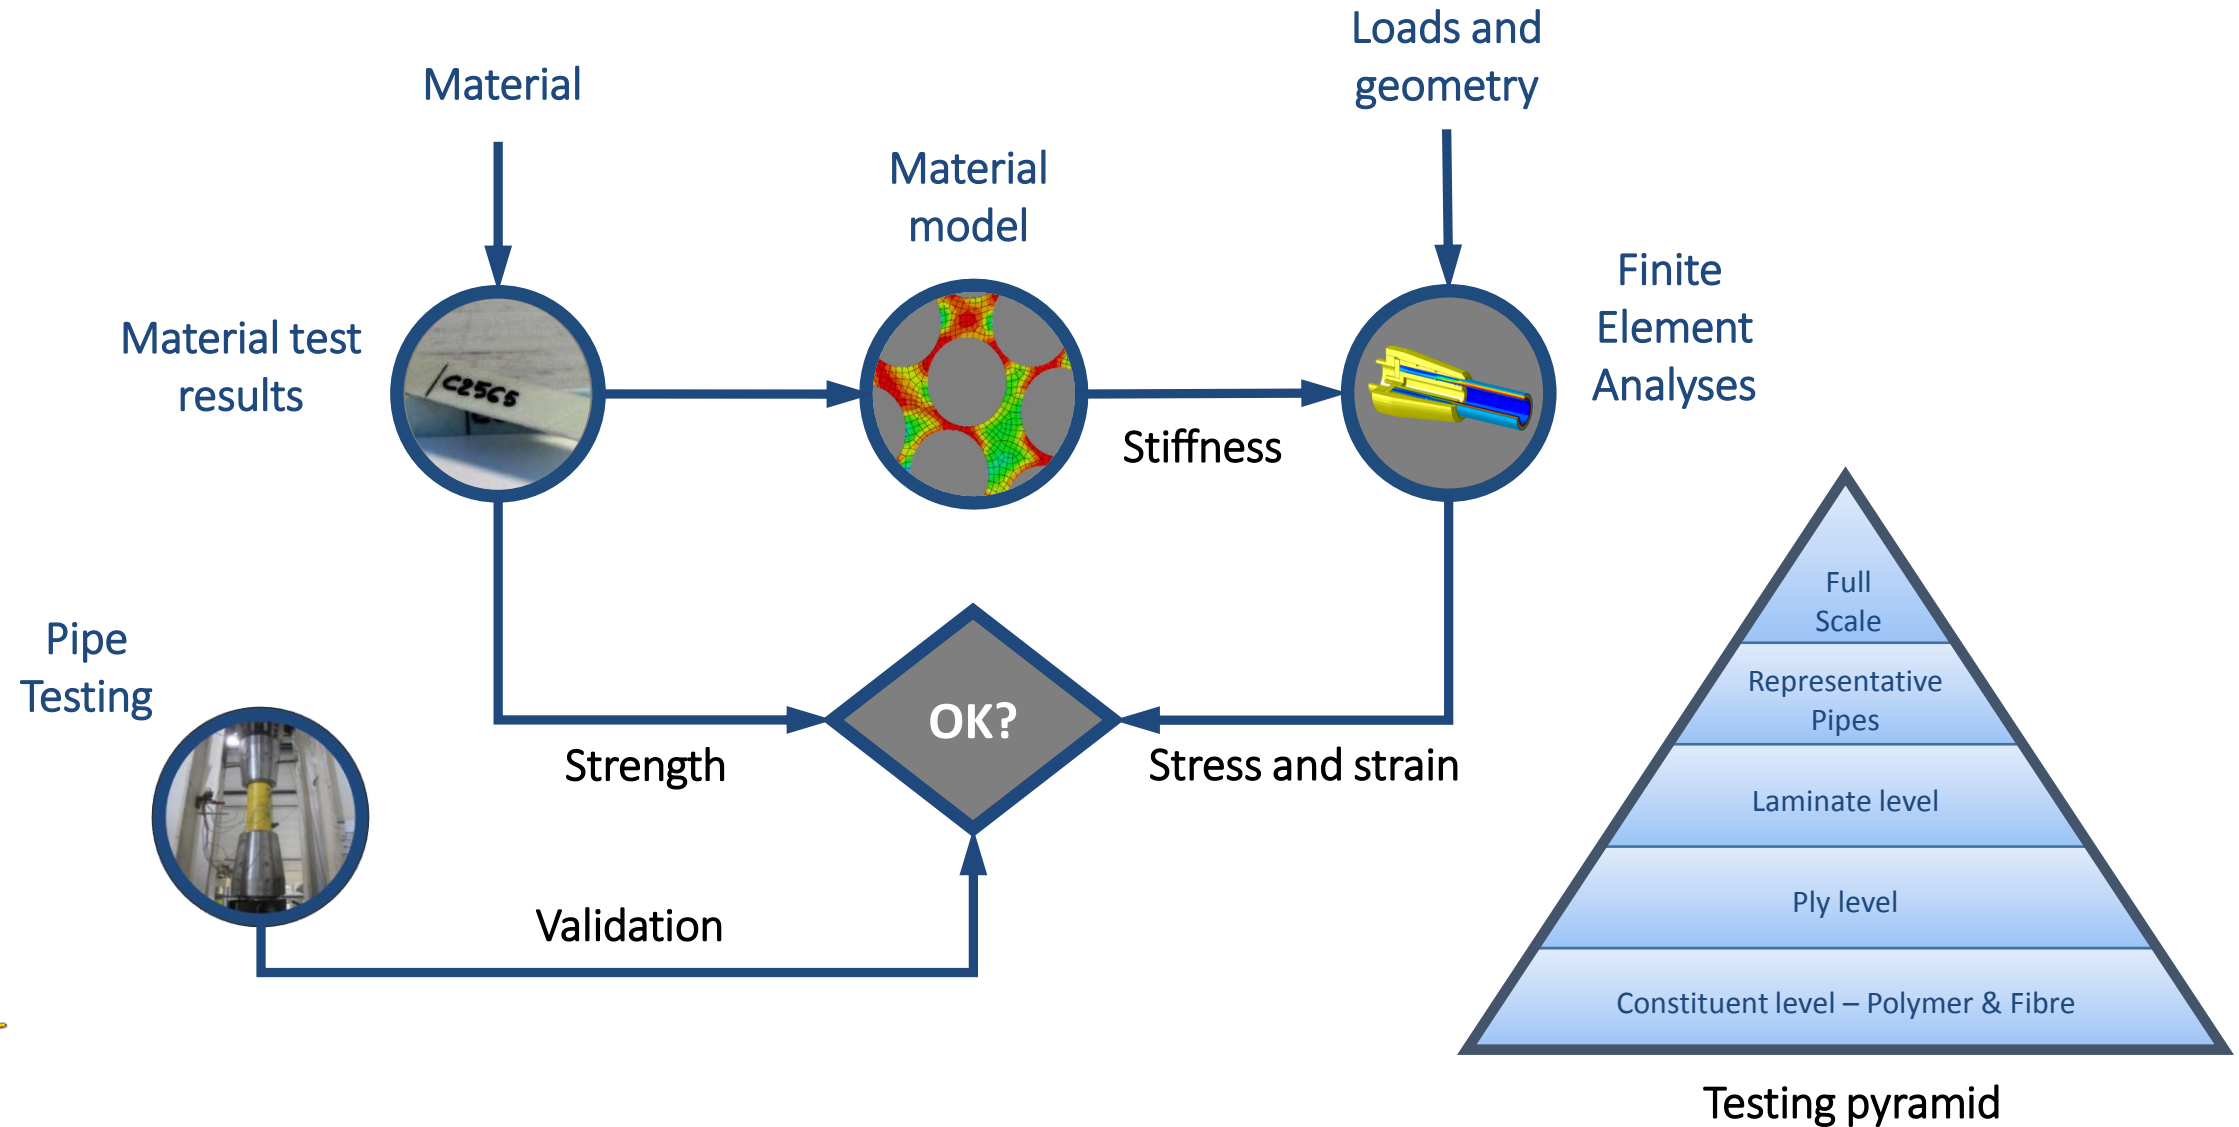 Material
Loads and
geometry
Material
model
Material test
results
C25C5
Finite
Element
Analyses
Stiffness
Pipe
Testing
OK?
Strength
Stress and strain
Validation
Full
Scale
Representative
Pipes
Laminate level
Ply level
Constituent level – Polymer & Fibre
Testing pyramid